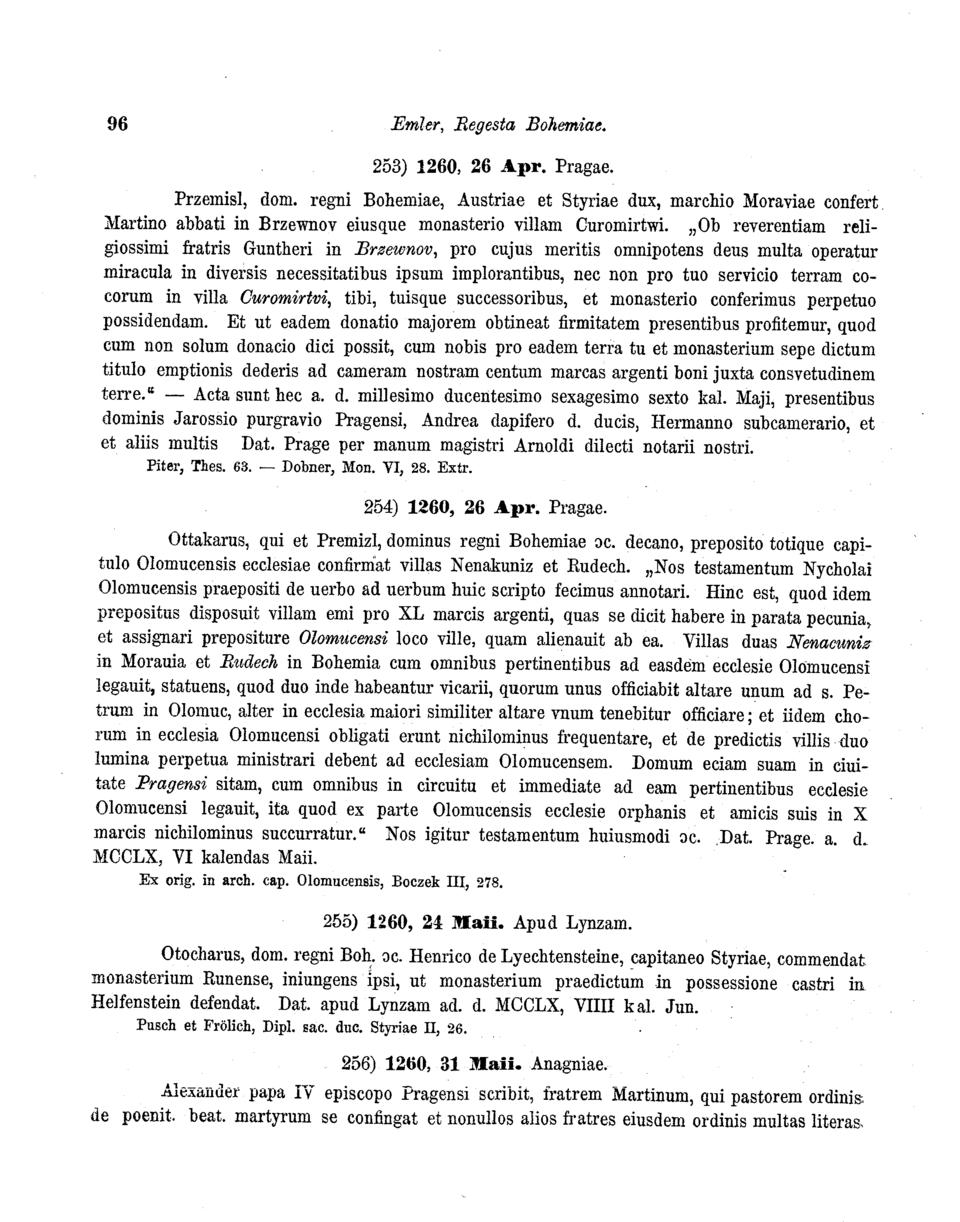 96 Emler, Regesta Bohemiae.
253) 1260, 26 Apr. Pragae.
Przemisl, dom. regni Bohemiae, Austriae et Styriae dux, marchio Moraviae confert
Martino abbati in Brzewnov eiusque monasterio villam Curomirtwi. „Ob reverentiam reli-
giossimi fratris Guntheri in Brzewnov, pro cujus meritis omnipotens deus multa operatur
miracula in diversis necessitatibus ipsum implorantibus, nec non pro tuo servicio terram co-
corum in villa Curomirtvi, tibi, tuisque successoribus, et monasterio conferimus perpetuo
possidendam. Et ut eadem donatio majorem obtineat firmitatem presentibus profitemur, quod
cum non solum donacio dici possit, cum nobis pro eadem terra tu et monasterium sepe dictum
titulo emptionis dederis ad cameram nostram centum marcas argenti boni juxta consvetudinem
terre.“ — Acta sunt hec a. d. millesimo ducentesimo sexagesimo sexto kal. Maji, presentibus
dominis Jarossio purgravio Pragensi, Andrea dapifero d. ducis, Hermanno subcamerario, et
et aliis multis Dat. Prage per manum magistri Arnoldi dilecti notarii nostri.
Piter, Thes. 63. — Dobner, Mon. VI, 28. Extr.
254) 1260, 26 Apr. Pragae.
Ottakarus, qui et Premizl, dominus regni Bohemiae ɔc. decano, preposito totique capi-
tulo Olomucensis ecclesiae confirmat villas Nenakuniz et Rudech. „Nos testamentum Nycholai
Olomucensis praepositi de uerbo ad uerbum huic scripto fecimus annotari. Hinc est, quod idem
prepositus disposuit villam emi pro XL marcis argenti, quas se dicit habere in parata pecunia,
et assignari prepositure Olomucensi loco ville, quam alienauit ab ea. Villas duas Nenacuniz
in Morauia et Rudech in Bohemia cum omnibus pertinentibus ad easdem ecclesie Olomucensi
legauit, statuens, quod duo inde habeantur vicarii, quorum unus officiabit altare unum ad s. Pe-
trum in Olomuc, alter in ecclesia maiori similiter altare vnum tenebitur officiare; et iidem cho-
rum in ecclesia Olomucensi obligati erunt nichilominus frequentare, et de predictis villis duo
lumina perpetua ministrari debent ad ecclesiam Olomucensem. Domum eciam suam in ciui-
tate Pragensi sitam, cum omnibus in circuitu et immediate ad eam pertinentibus ecclesie
Olomucensi legauit, ita quod ex parte Olomucensis ecclesie orphanis et amicis suis in X
marcis nichilominus succurratur.“ Nos igitur testamentum huiusmodi ɔc. Dat. Prage. a. d.
MCCLX, VI kalendas Maii.
Ex orig. in arch. cap. Olomucensis, Boczek III, 278.
255) 1260, 24 Maii. Apud Lynzam.
Otocharus, dom. regni Boh. ɔc. Henrico de Lyechtensteine, capitaneo Styriae, commendat
monasterium Runense, iniungens ipsi, ut monasterium praedictum in possessione castri in
Helfenstein defendat. Dat. apud Lynzam ad. d. MCCLX, VIIII kal. Jun.
Pusch et Frölich, Dipl. sac. duc. Styriae II, 26.
256) 1260, 31 Maii. Anagniae.
Alexander papa IV episcopo Pragensi scribit, fratrem Martinum, qui pastorem ordinis
de poenit. beat. martyrum se confingat et nonullos alios fratres eiusdem ordinis multas literas